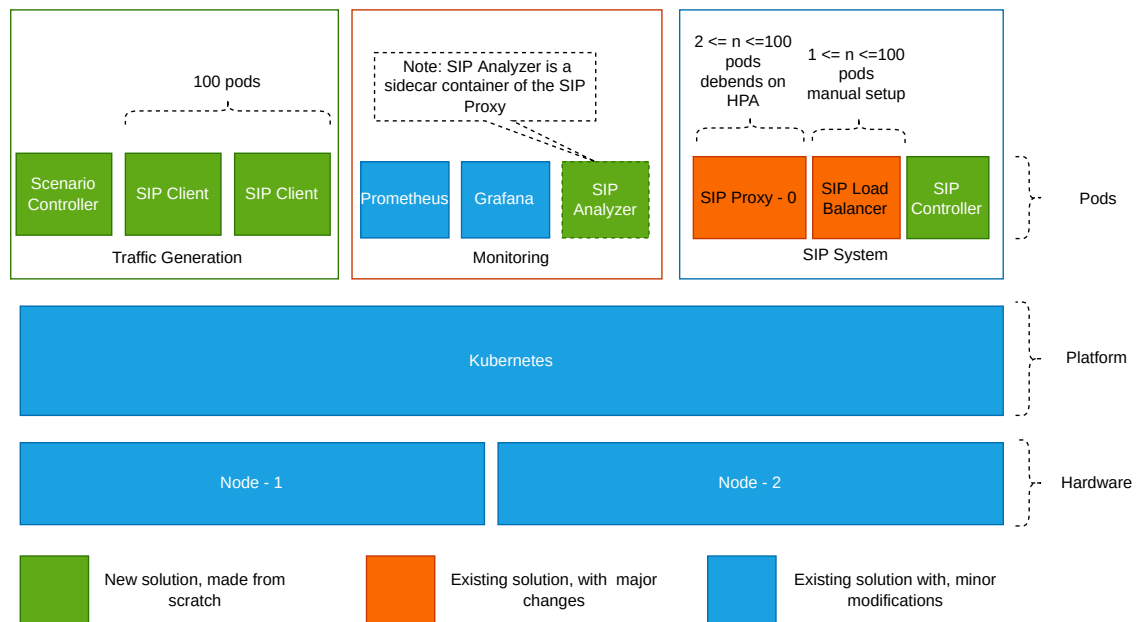 100 pods
Scenario
Controller
SIP Client
SIP Client
Traffic Generation
Note: SIP Analyzer is a
sidecar container of the SIP
Proxy
Prometheus
Grafana
SIP
Analyzer
Monitoring
2 <= n <=100
pods
debends on
HPA
1 <= n <=100
pods
manual setup
SIP Proxy - 0
SIP Load
Balancer
SIP
Controller
SIP System
Pods
Kubernetes
Platform
Node - 1
Node - 2
Hardware
New solution, made from
scratch
Existing solution, with  major
changes
Existing solution with, minor
modifications